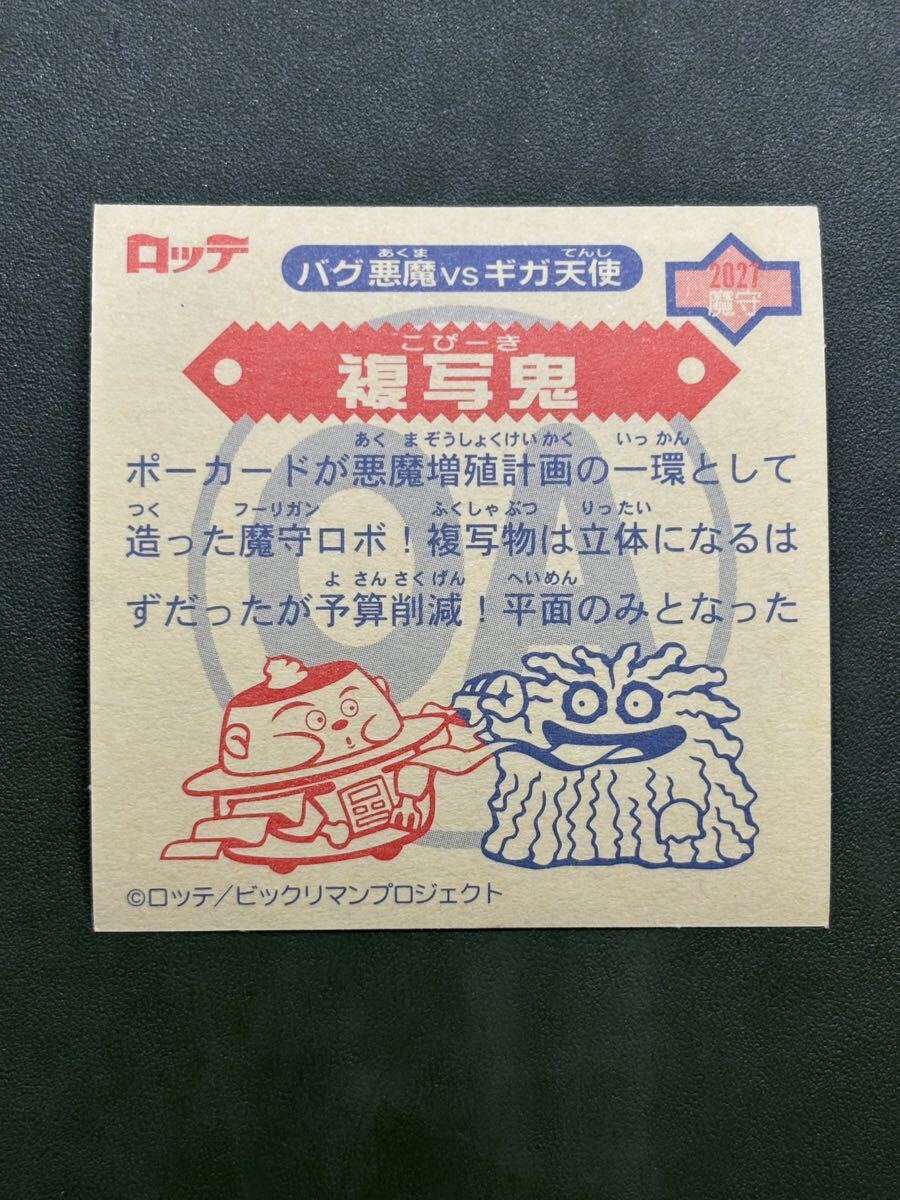 ロッテ
バグ悪魔vsギガ天使
あくま
てんし
2027
魔守
こぴーき
複写鬼
あく まぞうしょくけいかく いっかん
ポーカードが悪魔増殖計画の一環として
つく フーリガン ふくしゃぶつ りったい
造った魔守ロボ！複写物は立体になるは
よさんさくげん へいめん
ずだったが予算削減！平面のみとなった
OA
©ロッテ/ビックリマンプロジェクト